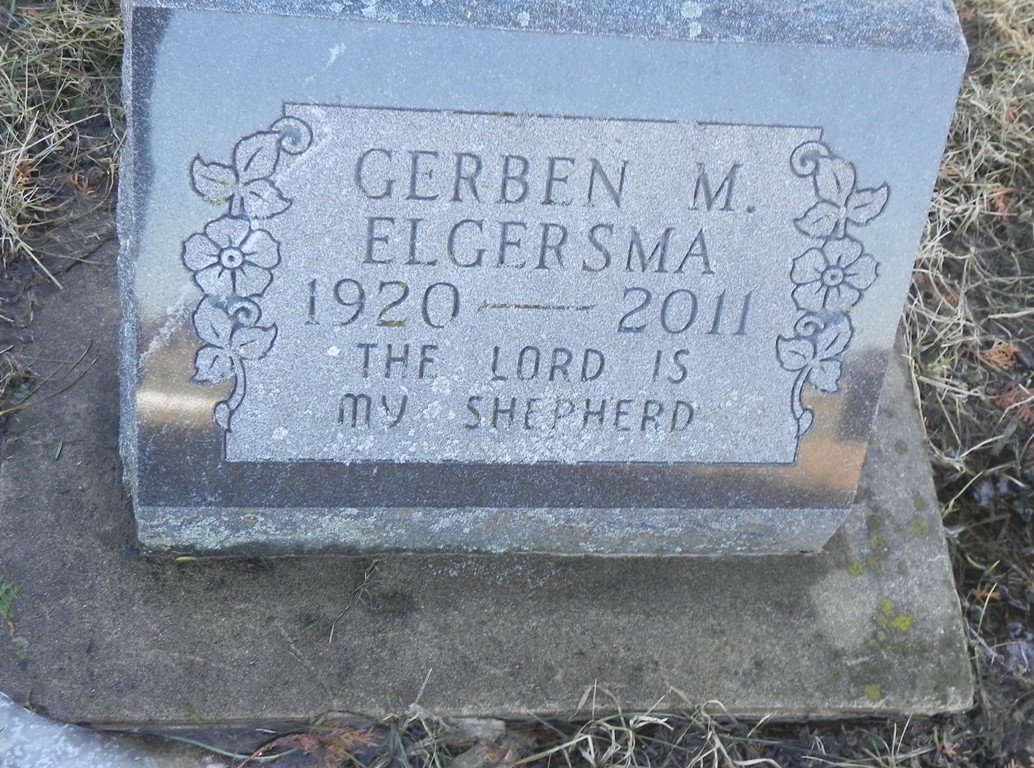 GERBEN M.
ELGERSMA
1920 — 2011
THE LORD IS
MY SHEPHERD